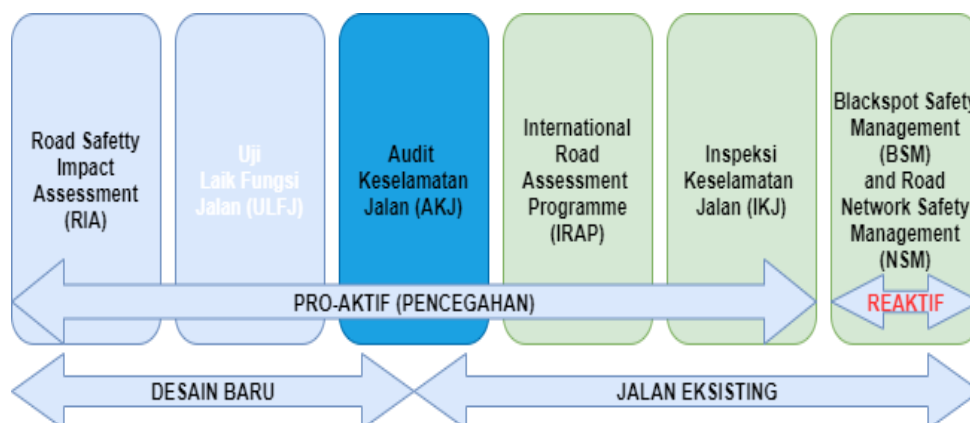 Road Safetty
Impact
Assessment
(RIA)
Uji
Laik Fungsi
Jalan (ULFJ)
Audit
Keselamatan
Jalan (AKJ)
International
Road
Assessment
Programme
(IRAP)
Inspeksi
Keselamatan
Jalan (IKJ)
Blackspot Safety
Management
(BSM)
and Road
Network Safety
Management
(NSM)
PRO-AKTIF (PENCEGAHAN)
REAKTIF
DESAIN BARU
JALAN EKSISTING